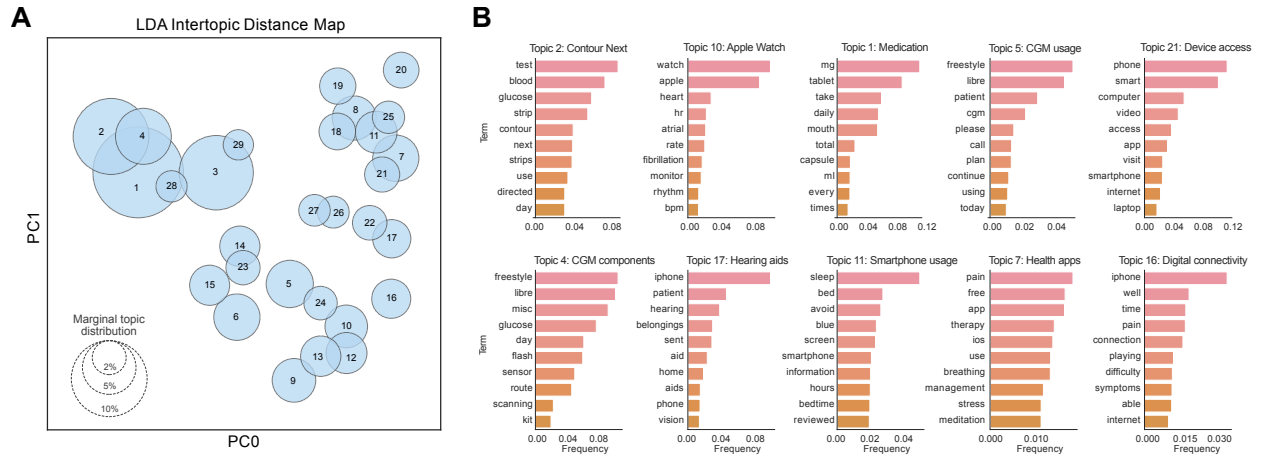 A
LDA Intertopic Distance Map
PC1
PC0
20
19
8
25
18
11
7
21
2
4
29
1
28
3
27
26
22
17
14
23
15
5
24
16
6
10
13
12
9
Marginal topic
distribution
2%
5%
10%
B
Topic 2: Contour Next
Term
test
blood
glucose
strip
contour
next
strips
use
directed
day
0.00 0.04 0.08
Topic 10: Apple Watch
watch
apple
heart
hr
atrial
rate
fibrillation
monitor
rhythm
bpm
0.00 0.04 0.08
Topic 1: Medication
mg
tablet
take
daily
mouth
total
capsule
ml
every
times
0.00 0.04 0.08 0.12
Topic 5: CGM usage
freestyle
libre
patient
cgm
please
call
plan
continue
using
today
0.00 0.02 0.04
Topic 21: Device access
phone
smart
computer
video
access
app
visit
smartphone
internet
laptop
0.00 0.04 0.08 0.12
Topic 4: CGM components
Term
freestyle
libre
misc
glucose
day
flash
sensor
route
scanning
kit
0.00 0.04 0.08
Frequency
Topic 17: Hearing aids
iphone
patient
hearing
belongings
sent
aid
home
aids
phone
vision
0.00 0.04 0.08
Frequency
Topic 11: Smartphone usage
sleep
bed
avoid
blue
screen
smartphone
information
hours
bedtime
reviewed
0.00 0.02 0.04
Frequency
Topic 7: Health apps
pain
free
app
therapy
ios
use
breathing
management
stress
meditation
0.000 0.010
Frequency
Topic 16: Digital connectivity
iphone
well
time
pain
connection
playing
difficulty
symptoms
able
internet
0.000 0.015 0.030
Frequency